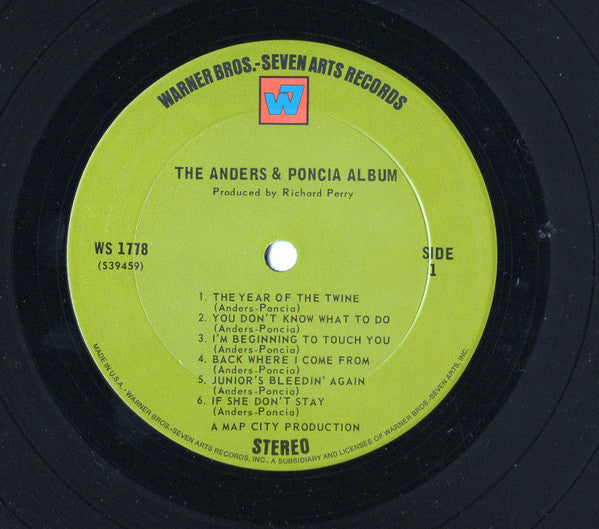 WARNER BROS.-SEVEN ARTS RECORDS
W7
THE ANDERS & PONCIA ALBUM
Produced by Richard Perry
WS 1778
(S39459)
SIDE
1
1. THE YEAR OF THE TWINE
(Anders-Poncia)
2. YOU DON'T KNOW WHAT TO DO
(Anders-Poncia)
3. I'M BEGINNING TO TOUCH YOU
(Anders-Poncia)
4. BACK WHERE I COME FROM
(Anders-Poncia)
5. JUNIOR'S BLEEDIN' AGAIN
(Anders-Poncia)
6. IF SHE DON'T STAY
(Anders-Poncia)
A MAP CITY PRODUCTION
STEREO
MADE IN U.S.A. - WARNER BROS.-SEVEN ARTS RECORDS, INC., A SUBSIDIARY AND LICENSEE OF WARNER BROS.-SEVEN ARTS, INC.